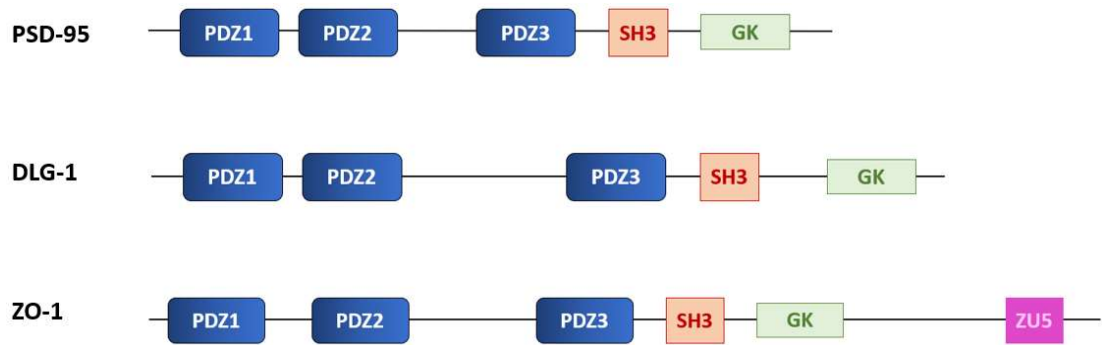 PSD-95 PDZ1 PDZ2 PDZ3 SH3 GK
DLG-1 PDZ1 PDZ2 PDZ3 SH3 GK
ZO-1 PDZ1 PDZ2 PDZ3 SH3 GK ZU5